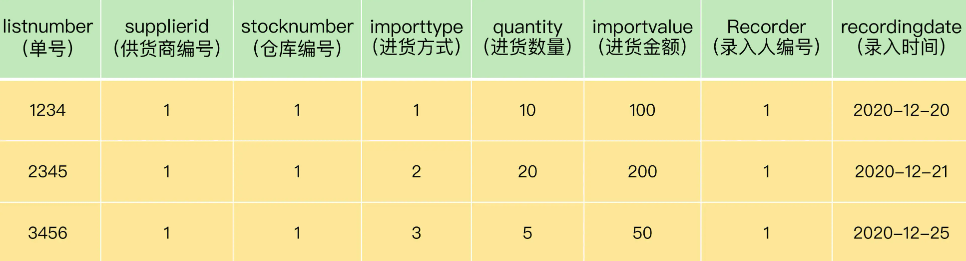 listnumber supplierid stocknumber importtype quantity importvalue Recorder recordingdate
（单号） （供货商编号） （仓库编号） （进货方式） （进货数量） （进货金额） （录入人编号） （录入时间）
1234 1 1 1 10 100 1 2020-12-20
2345 1 1 2 20 200 1 2020-12-21
3456 1 1 3 5 50 1 2020-12-25